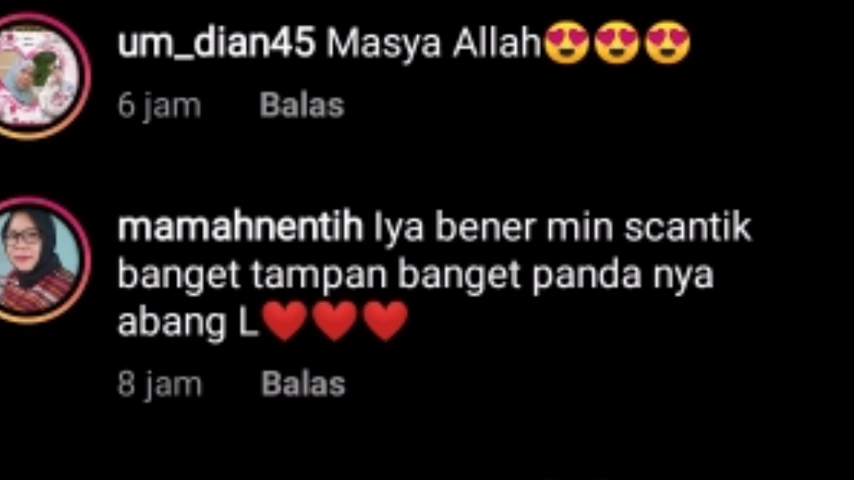 um_dian45 Masya Allah😍😍😍
6 jam Balas
mamahnentih Iya bener min scantik
banget tampan banget panda nya
abang L❤️❤️❤️
8 jam Balas